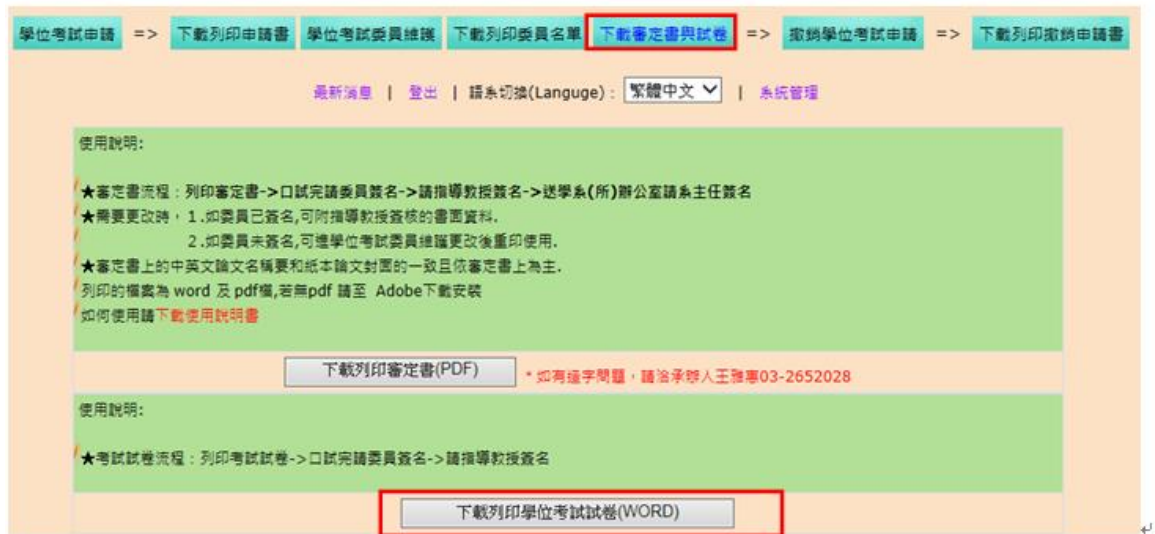 學位考試申請 => 下載列印申請書 學位考試委員維護 下載列印委員名單 下載審定書與試卷 => 撤銷學位考試申請 => 下載列印撤銷申請書
最新消息 | 登出 | 語系切換(Languge): 繁體中文 | 系統管理
使用說明:
★審定書流程:列印審定書->口試完請委員簽名->請指導教授簽名->送學系(所)辦公室請系主任簽名
★需要更改時,1.如委員已簽名,可附指導教授簽核的書面資料.
2.如委員未簽名,可進學位考試委員維護更改後重印使用.
★審定書上的中英文論文名稱要和紙本論文封面的一致且依審定書上為主.
列印的檔案為 word 及 pdf檔,若無pdf 請至 Adobe下載安裝
如何使用請下載使用說明書
下載列印審定書(PDF) *如有造字問題,請洽承辦人王雅惠03-2652028
使用說明:
★考試試卷流程:列印考試試卷->口試完請委員簽名->請指導教授簽名
下載列印學位考試試卷(WORD)